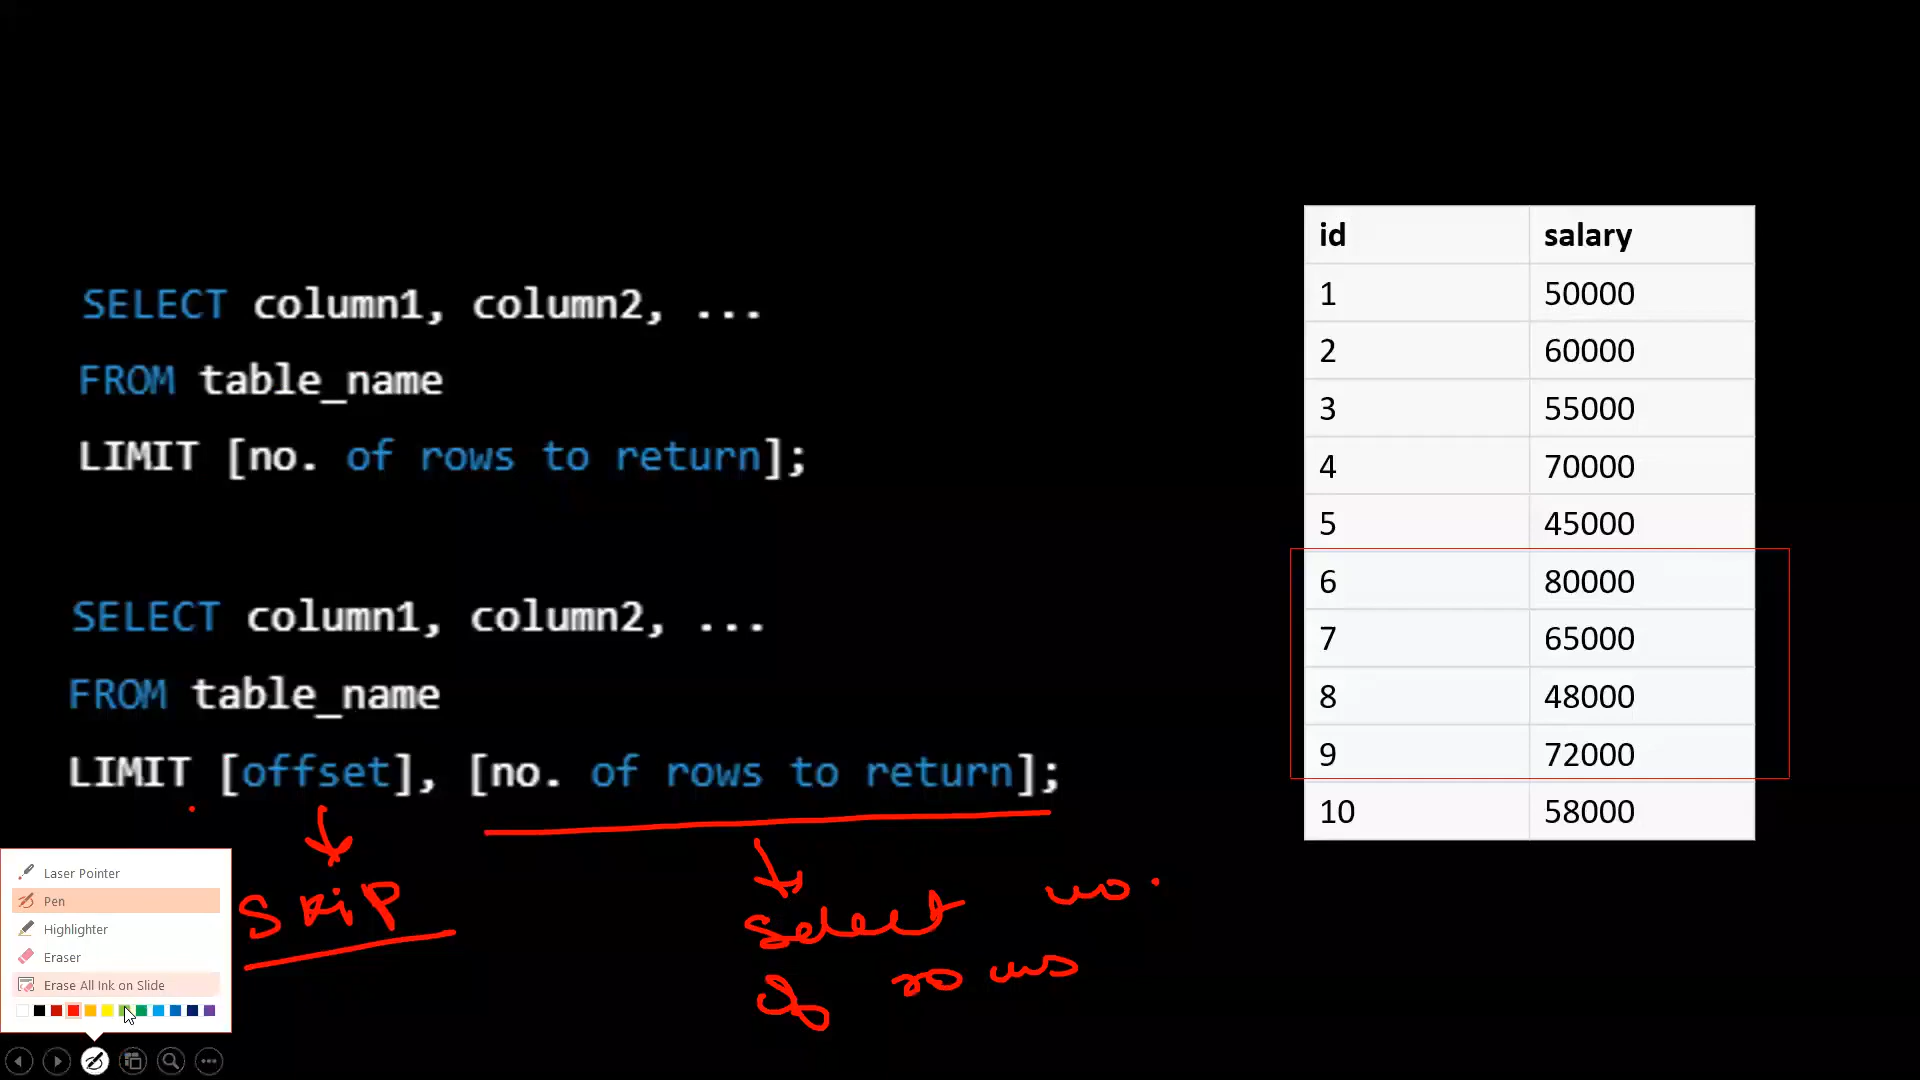 SELECT column1, column2, ...
FROM table_name
LIMIT [no. of rows to return];
SELECT column1, column2, ...
FROM table_name
LIMIT [offset], [no. of rows to return];
Skip
Select no.
of rows
id salary
1 50000
2 60000
3 55000
4 70000
5 45000
6 80000
7 65000
8 48000
9 72000
10 58000
Laser Pointer
Pen
Highlighter
Eraser
Erase All Ink on Slide